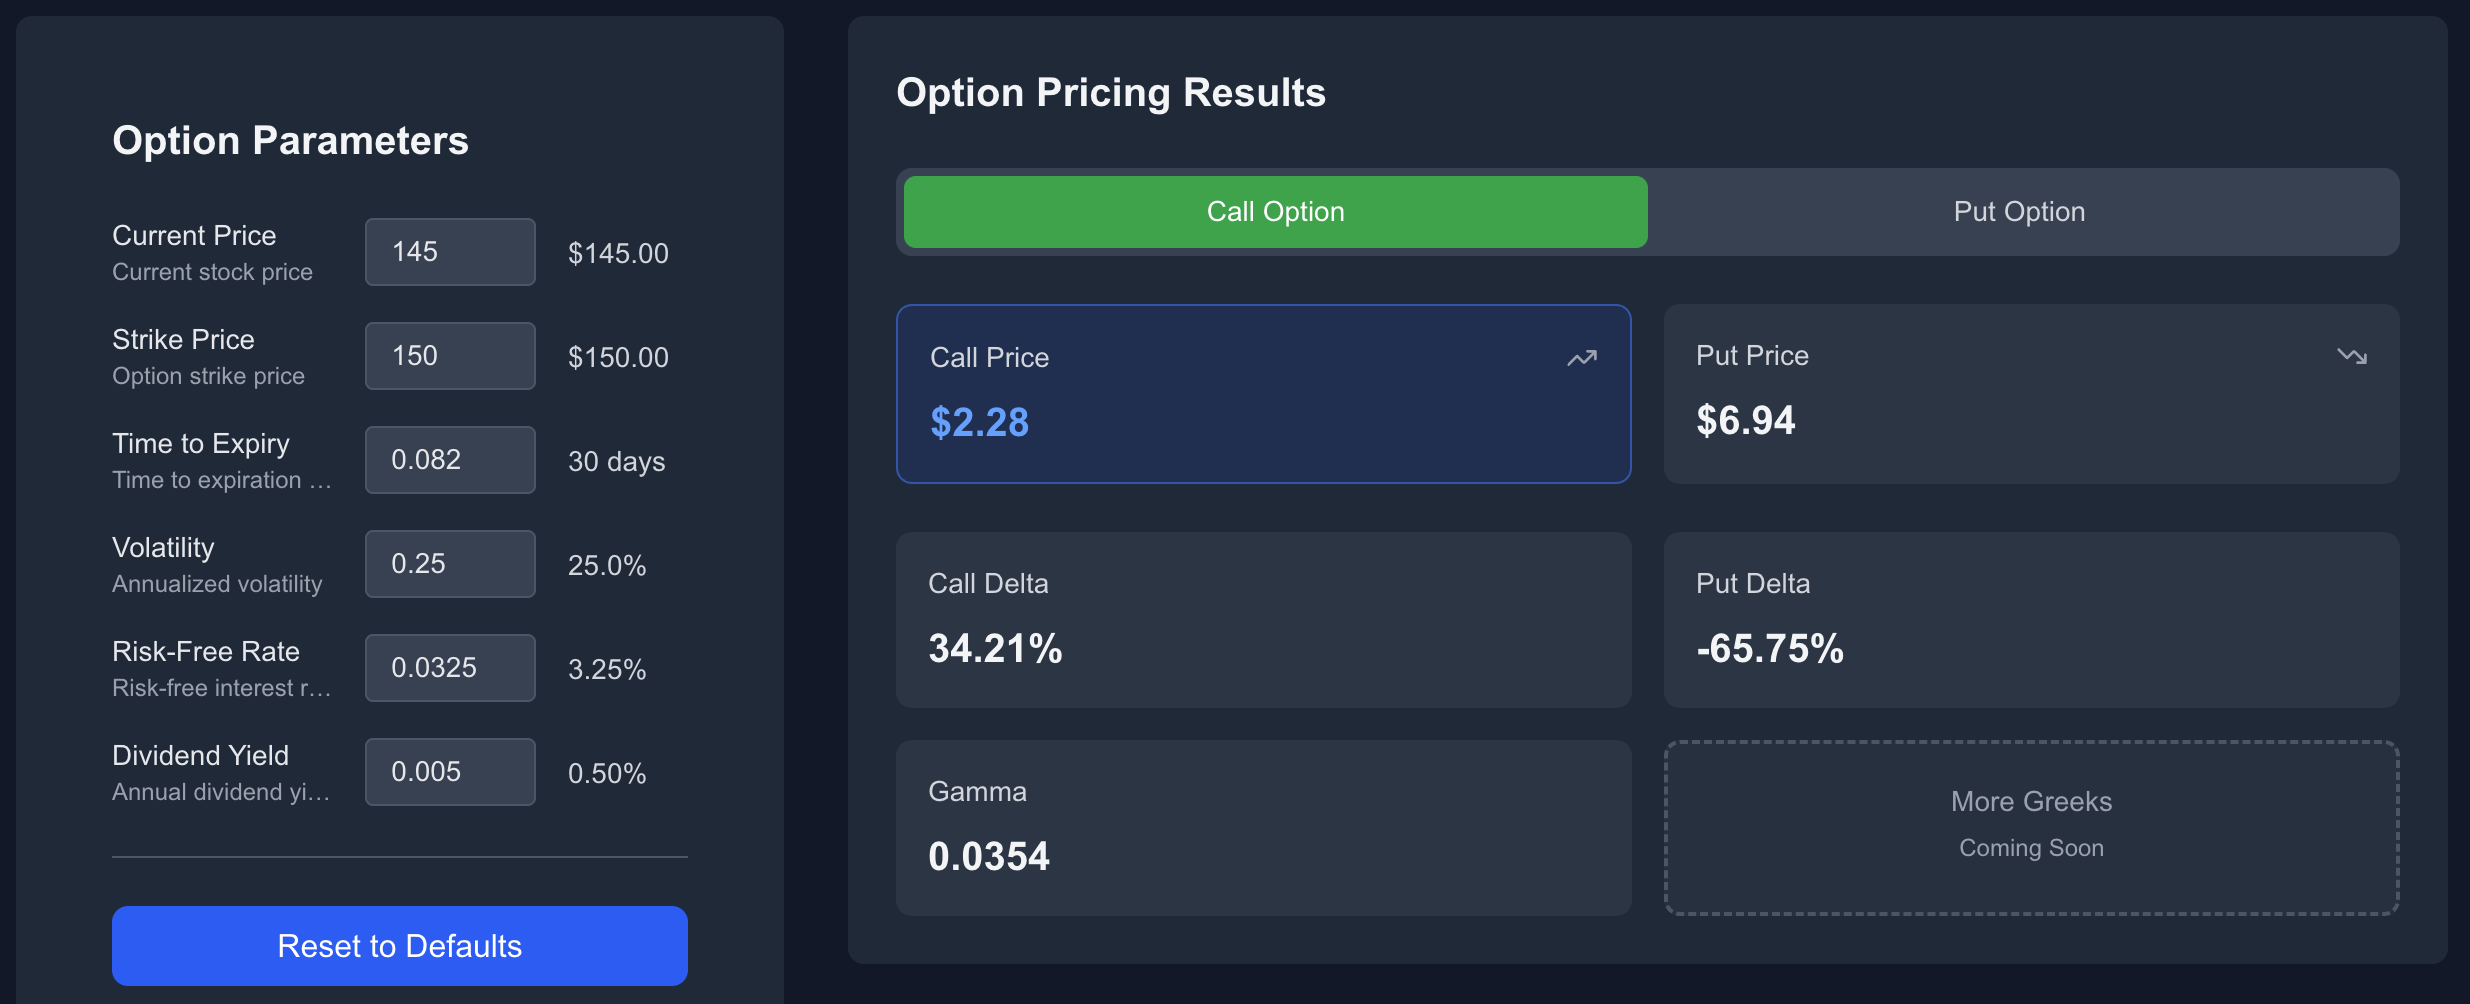 Option Parameters
Current Price
Current stock price
145
$145.00
Strike Price
Option strike price
150
$150.00
Time to Expiry
Time to expiration …
0.082
30 days
Volatility
Annualized volatility
0.25
25.0%
Risk-Free Rate
Risk-free interest r…
0.0325
3.25%
Dividend Yield
Annual dividend yi…
0.005
0.50%
Reset to Defaults
Option Pricing Results
Call Option
Put Option
Call Price
$2.28
Put Price
$6.94
Call Delta
34.21%
Put Delta
-65.75%
Gamma
0.0354
More Greeks
Coming Soon